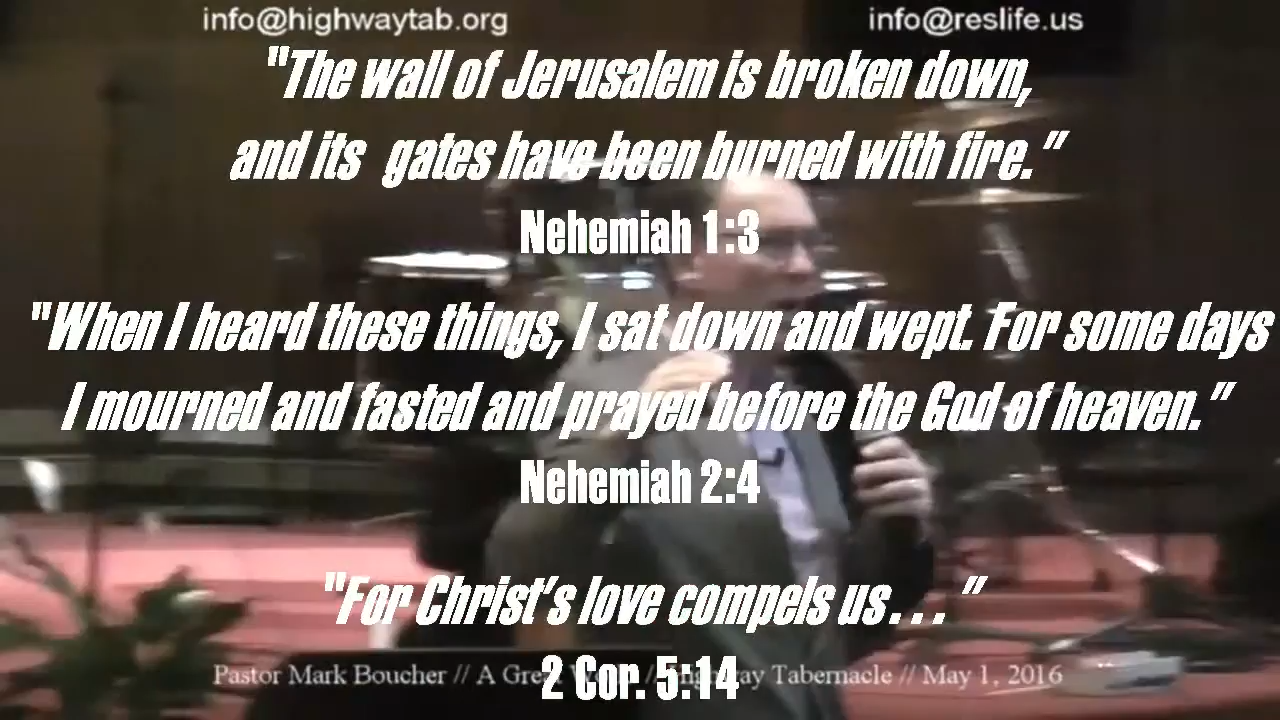 info@highwaytab.org info@reslife.us
"The wall of Jerusalem is broken down,
and its gates have been burned with fire.”
Nehemiah 1:3
"When I heard these things, I sat down and wept. For some days
I mourned and fasted and prayed before the God of heaven.”
Nehemiah 2:4
"For Christ's love compels us . . . ”
2 Cor. 5:14
Pastor Mark Boucher // A Great // Highway Tabernacle // May 1, 2016